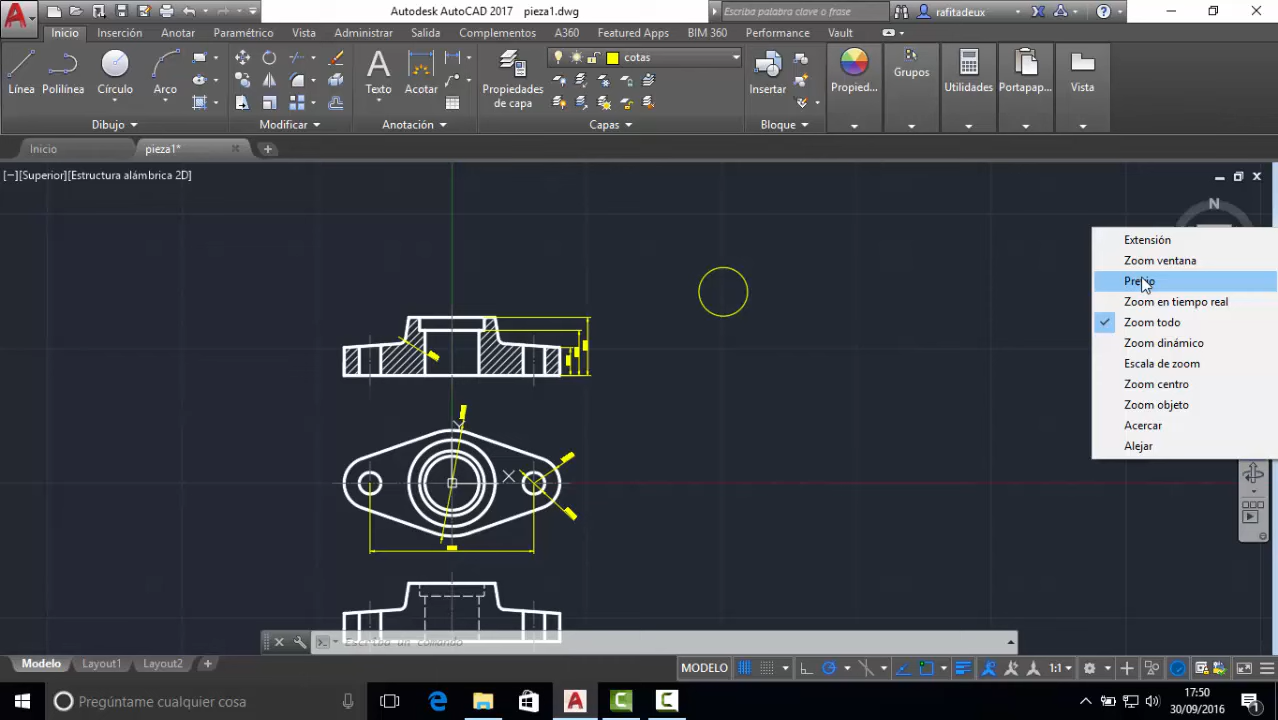 Autodesk AutoCAD 2017 pieza1.dwg
Escriba palabra clave o frase
rafitadeux
Inicio Inserción Anotar Paramétrico Vista Administrar Salida Complementos A360 Featured Apps BIM 360 Performance Vault
cotas
Línea Polilínea Círculo Arco Texto Acotar Propiedades de capa Insertar Propied... Grupos Utilidades Portapap... Vista
Dibujo Modificar Anotación Capas Bloque
Inicio pieza1*
[−][Superior][Estructura alámbrica 2D]
N
Extensión
Zoom ventana
Zoom en tiempo real
Zoom todo
Zoom dinámico
Escala de zoom
Zoom centro
Zoom objeto
Acercar
Alejar
Y
X
Escriba un comando
Modelo Layout1 Layout2
MODELO 1:1
Pregúntame cualquier cosa
17:50
30/09/2016